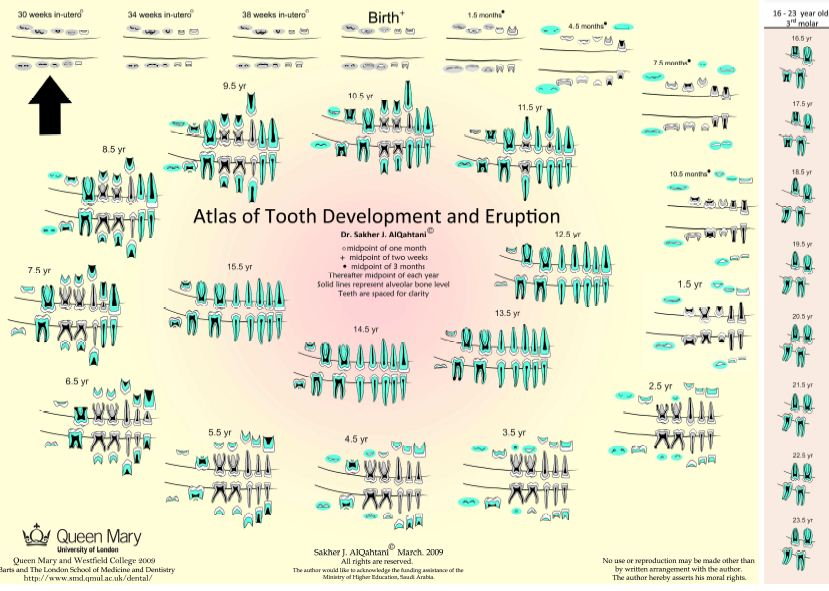 30 weeks in-utero○
34 weeks in-utero○
38 weeks in-utero○
Birth+
1.5 months•
4.5 months•
7.5 months•
16 - 23 year old
3rd molar
16.5 yr
17.5 yr
18.5 yr
19.5 yr
20.5 yr
21.5 yr
22.5 yr
23.5 yr
9.5 yr
10.5 yr
11.5 yr
8.5 yr
10.5 months•
Atlas of Tooth Development and Eruption
Dr. Sakher J. AlQahtani©
○midpoint of one month
+ midpoint of two weeks
• midpoint of 3 months
Thereafter midpoint of each year
Solid lines represent alveolar bone level
Teeth are spaced for clarity
12.5 yr
7.5 yr
15.5 yr
1.5 yr
14.5 yr
13.5 yr
6.5 yr
2.5 yr
5.5 yr
4.5 yr
3.5 yr
Queen Mary
University of London
Queen Mary and Westfield College 2009
Barts and The London School of Medicine and Dentistry
http://www.smd.qmul.ac.uk/dental/
Sakher J. AlQahtani© March. 2009
All rights are reserved.
The author would like to acknowledge the funding assistance of the
Ministry of Higher Education, Saudi Arabia.
No use or reproduction may be made other than
by written arrangement with the author.
The author hereby asserts his moral rights.